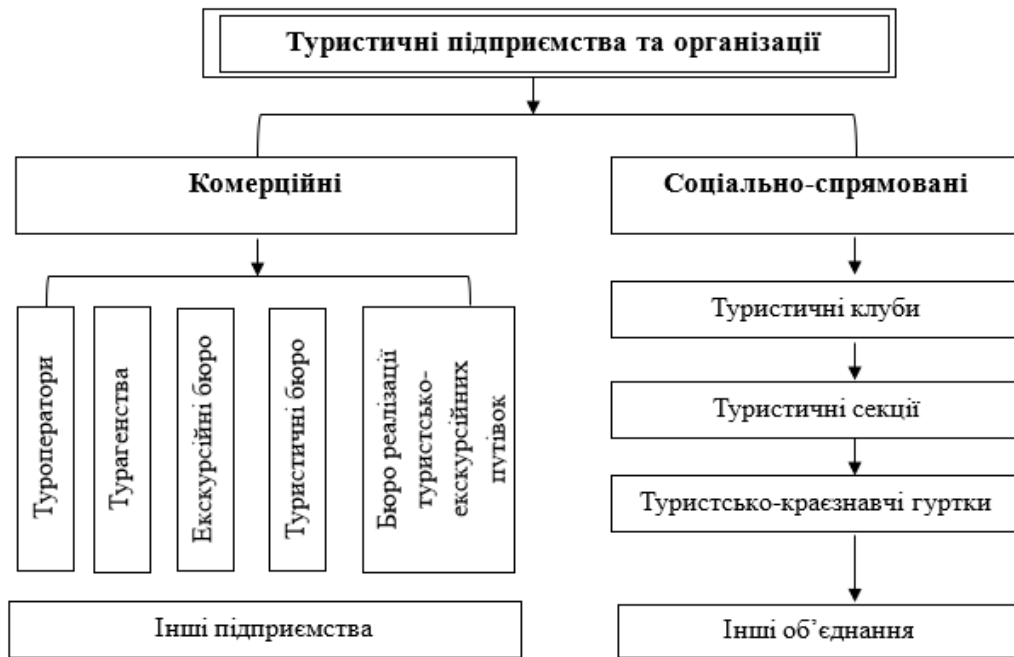 Туристичні підприємства та організації
Комерційні
Соціально-спрямовані
Туроператори
Турагенства
Екскурсійні бюро
Туристичні бюро
Бюро реалізації
туристсько-
екскурсійних
путівок
Інші підприємства
Туристичні клуби
Туристичні секції
Туристсько-краєзнавчі гуртки
Інші об’єднання